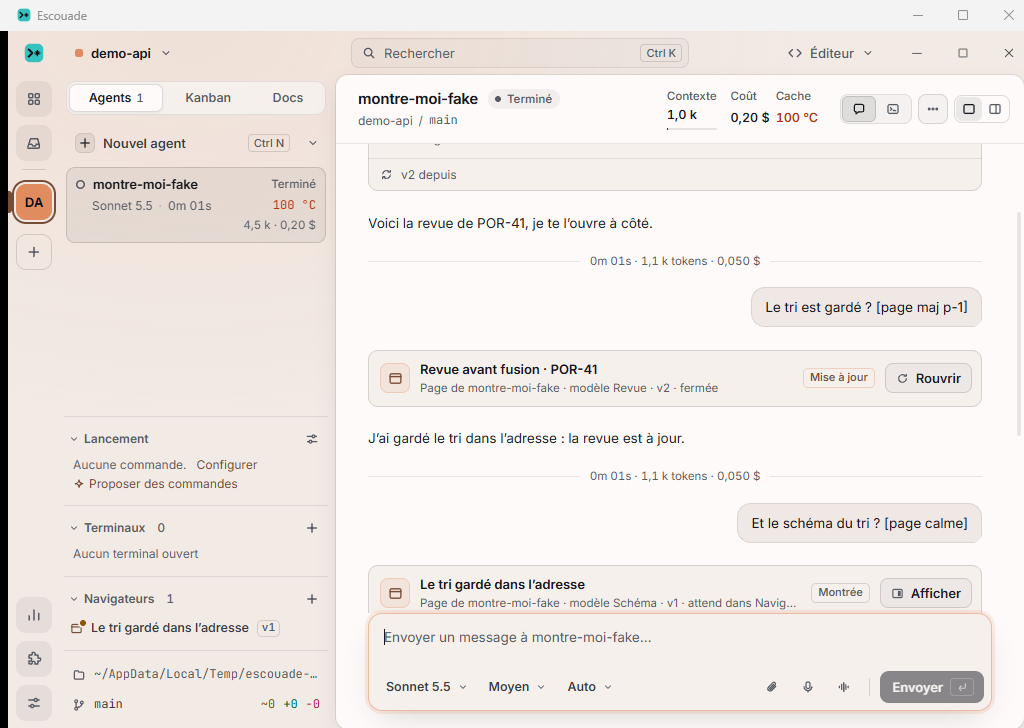 Escouade
demo-api
Rechercher
Ctrl K
Éditeur
Agents 1
Kanban
Docs
Nouvel agent
Ctrl N
montre-moi-fake
Terminé
Sonnet 5.5 · 0m 01s
100 °C
4,5 k · 0,20 $
DA
Lancement
Aucune commande. Configurer
Proposer des commandes
Terminaux 0
Aucun terminal ouvert
Navigateurs 1
Le tri gardé dans l’adresse v1
~/AppData/Local/Temp/escouade-…
main
~0 +0 -0
montre-moi-fake
Terminé
demo-api / main
Contexte
1,0 k
Coût
0,20 $
Cache
100 °C
v2 depuis
Voici la revue de POR-41, je te l’ouvre à côté.
0m 01s · 1,1 k tokens · 0,050 $
Le tri est gardé ? [page maj p-1]
Revue avant fusion · POR-41
Page de montre-moi-fake · modèle Revue · v2 · fermée
Mise à jour
Rouvrir
J’ai gardé le tri dans l’adresse : la revue est à jour.
0m 01s · 1,1 k tokens · 0,050 $
Et le schéma du tri ? [page calme]
Le tri gardé dans l’adresse
Page de montre-moi-fake · modèle Schéma · v1 · attend dans Navig…
Montrée
Afficher
Envoyer un message à montre-moi-fake…
Sonnet 5.5
Moyen
Auto
Envoyer